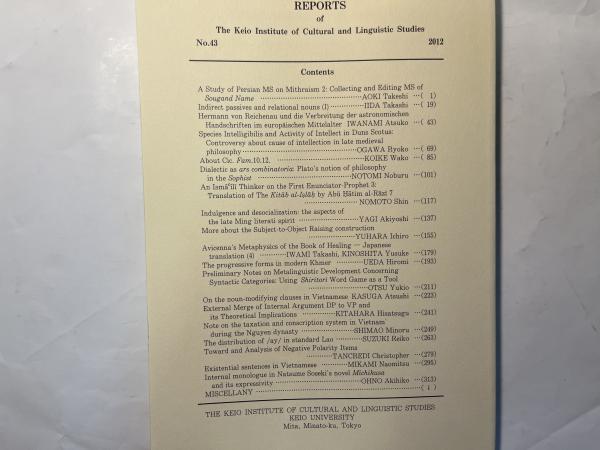 REPORTS
of
The Keio Institute of Cultural and Linguistic Studies
No.43 2012
Contents
A Study of Persian MS on Mithraism 2: Collecting and Editing MS of
Sougand Name ……AOKI Takeshi …( 1)
Indirect passives and relational nouns (I) ……IIDA Takashi …( 19)
Hermann von Reichenau und die Verbreitung der astronomischen
Handschriften im europäischen Mittelalter IWANAMI Atsuko …( 43)
Species Intelligibilis and Activity of Intellect in Duns Scotus:
Controversy about cause of intellection in late medieval
philosophy ……OGAWA Ryoko …( 69)
About Cic. Fam.10.12. ……KOIKE Wako …( 85)
Dialectic as ars combinatoria: Plato's notion of philosophy
in the Sophist ……NOTOMI Noburu …(101)
An Ismā'īlī Thinker on the First Enunciator-Prophet 3:
Translation of The Kitāb al-Iṣlāḥ by Abū Ḥātim al-Rāzī 7
……NOMOTO Shin …(117)
Indulgence and desocialization: the aspects of
the late Ming literati spirit ……YAGI Akiyoshi …(137)
More about the Subject-to-Object Raising construction
……YUHARA Ichiro …(155)
Avicenna's Metaphysics of the Book of Healing — Japanese
translation (4) ……IWAMI Takashi, KINOSHITA Yusuke …(179)
The progressive forms in modern Khmer ……UEDA Hiromi …(193)
Preliminary Notes on Metalinguistic Development Concerning
Syntactic Categories: Using Shiritori Word Game as a Tool
……OTSU Yukio …(211)
On the noun-modifying clauses in Vietnamese KASUGA Atsushi …(223)
External Merge of Internal Argument DP to VP and
its Theoretical Implications ……KITAHARA Hisatsugu …(241)
Note on the taxation and conscription system in Vietnam
during the Nguyen dynasty ……SHIMAO Minoru …(249)
The distribution of /ay/ in standard Lao ……SUZUKI Reiko …(263)
Toward and Analysis of Negative Polarity Items
……TANCREDI Christopher …(279)
Existential sentences in Vietnamese ……MIKAMI Naomitsu …(295)
Internal monologue in Natsume Soseki's novel Michikusa
and its expressivity ……OHNO Akihiko …(313)
MISCELLANY ……( 1 )
THE KEIO INSTITUTE OF CULTURAL AND LINGUISTIC STUDIES
KEIO UNIVERSITY
Mita, Minato-ku, Tokyo